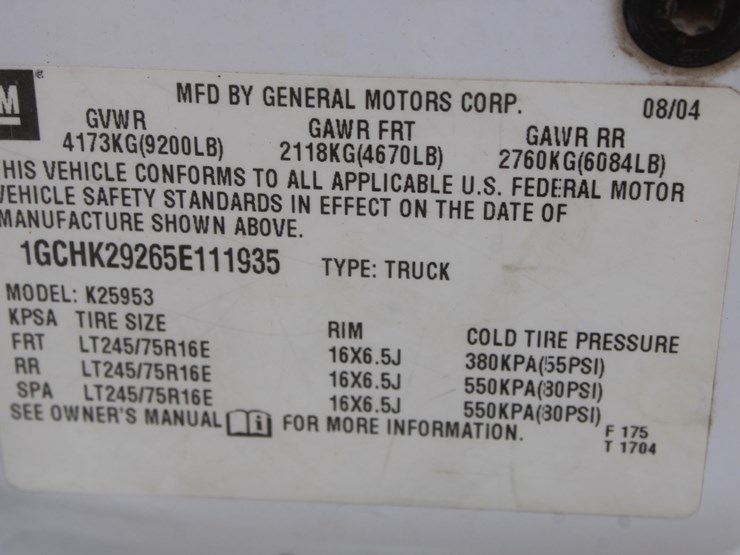 M ®
MFD BY GENERAL MOTORS CORP. 08/04
GVWR GAWR FRT GAWR RR
4173KG(9200LB) 2118KG(4670LB) 2760KG(6084LB)
HIS VEHICLE CONFORMS TO ALL APPLICABLE U.S. FEDERAL MOTOR
VEHICLE SAFETY STANDARDS IN EFFECT ON THE DATE OF
MANUFACTURE SHOWN ABOVE.
1GCHK29265E111935 TYPE: TRUCK
MODEL: K25953
KPSA TIRE SIZE RIM COLD TIRE PRESSURE
FRT LT245/75R16E 16X6.5J 380KPA(55PSI)
RR LT245/75R16E 16X6.5J 550KPA(80PSI)
SPA LT245/75R16E 16X6.5J 550KPA(80PSI)
SEE OWNER'S MANUAL i FOR MORE INFORMATION.
F 175
T 1704